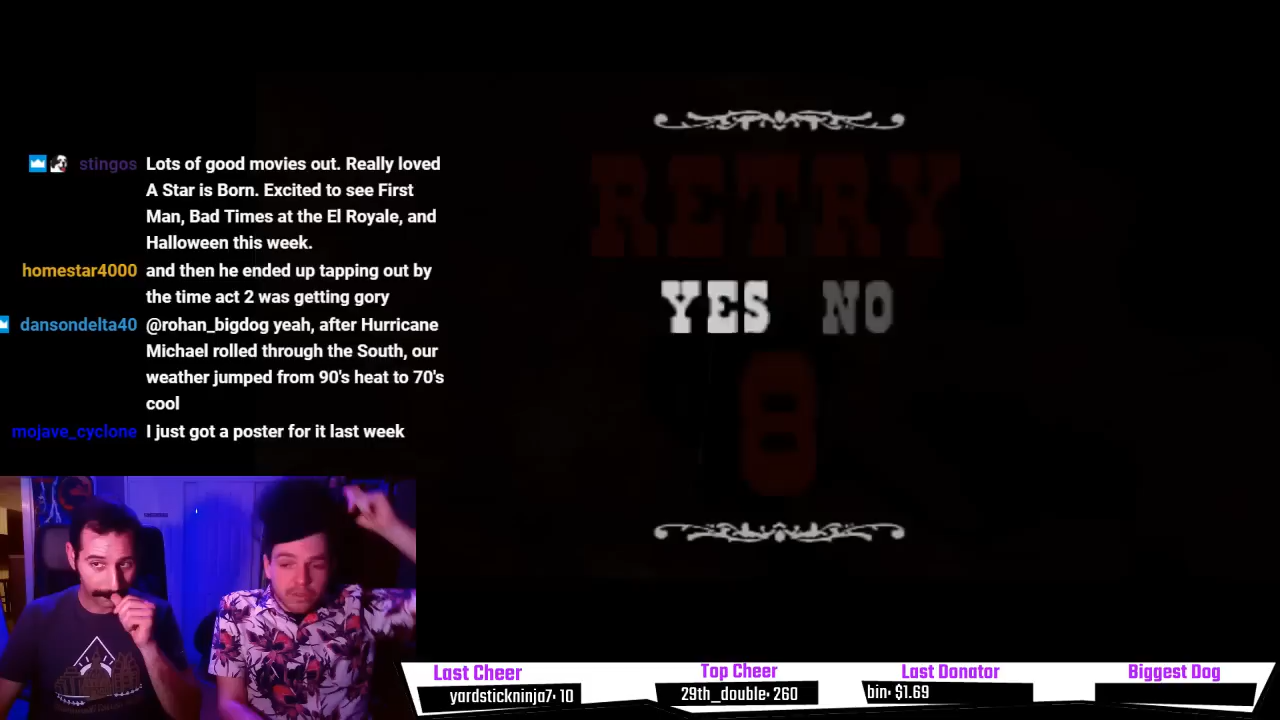 stingos Lots of good movies out. Really loved
A Star is Born. Excited to see First
Man, Bad Times at the El Royale, and
Halloween this week.
homestar4000 and then he ended up tapping out by
the time act 2 was getting gory
dansondelta40 @rohan_bigdog yeah, after Hurricane
Michael rolled through the South, our
weather jumped from 90's heat to 70's
cool
mojave_cyclone I just got a poster for it last week
RETRY
YES NO
0
Last Cheer
yardstickninja7: 10
Top Cheer
29th_double: 260
Last Donator
bin: $1.69
Biggest Dog